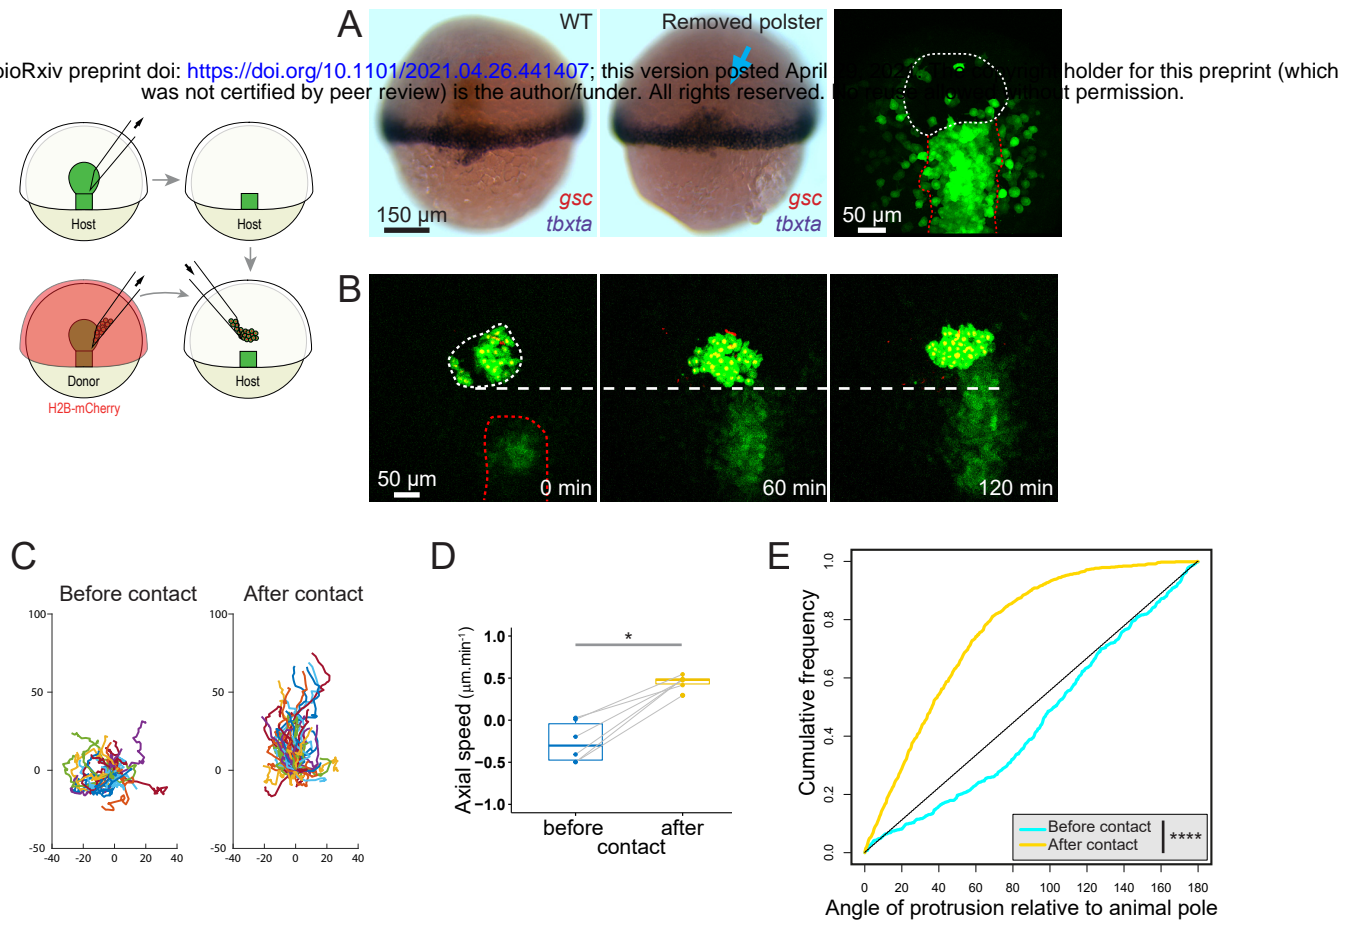 A
WT
Removed polster
bioRxiv preprint doi: https://doi.org/10.1101/2021.04.26.441407; this version posted April holder for this preprint (which
was not certified by peer review) is the author/funder. All rights reserved. No reuse allowed without permission.
gsc
tbxta
150 µm
gsc
tbxta
50 µm
Host
Host
Donor
H2B-mCherry
Host
B
50 µm
0 min
60 min
120 min
C
Before contact
After contact
100
50
0
-50
-40 -20 0 20 40
100
50
0
-50
-40 -20 0 20 40
D
Axial speed (µm.min⁻¹)
1.0
0.5
0.0
−0.5
−1.0
*
before after
contact
E
Cumulative frequency
1.0
0.8
0.6
0.4
0.2
0.0
Before contact
After contact
****
0 20 40 60 80 100 120 140 160 180
Angle of protrusion relative to animal pole